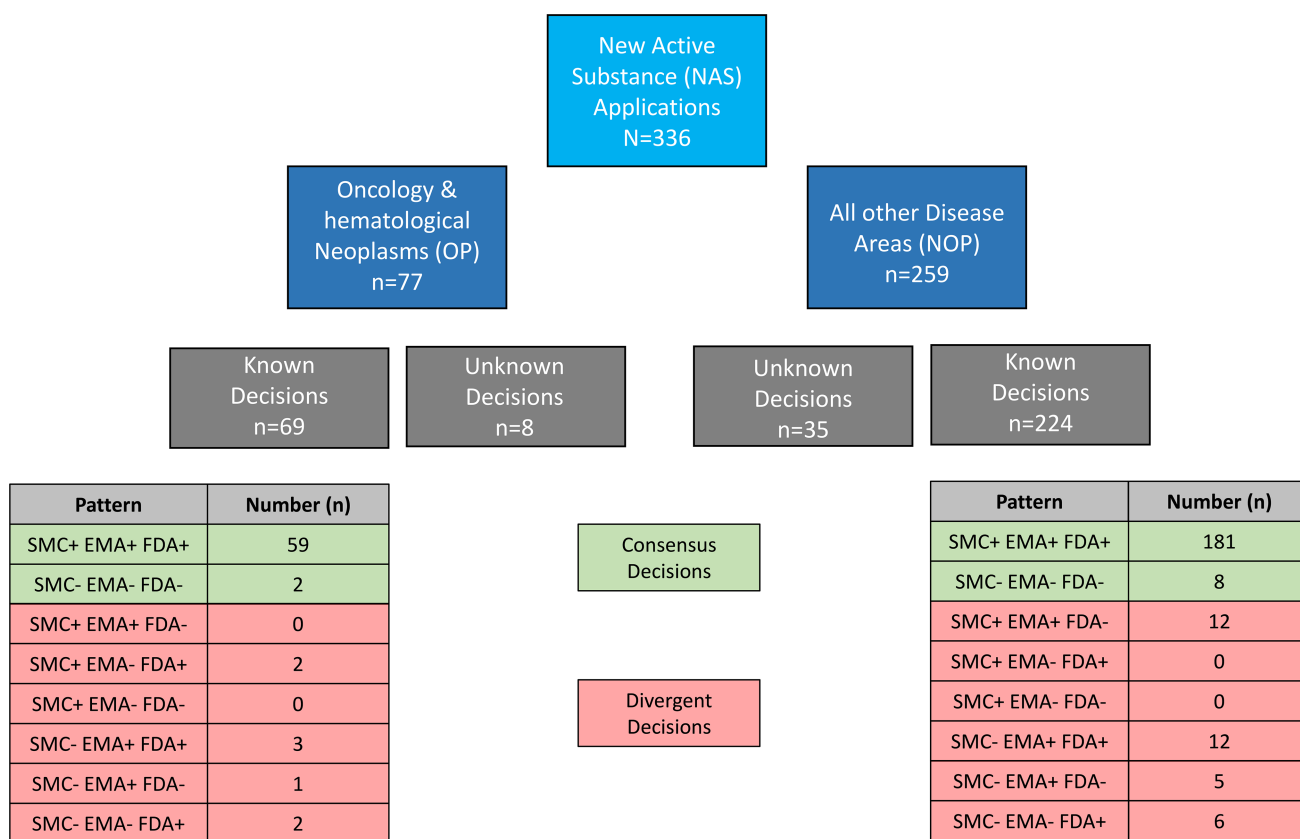 New Active
Substance (NAS)
Applications
N=336
Oncology &
hematological
Neoplasms (OP)
n=77
All other Disease
Areas (NOP)
n=259
Known
Decisions
n=69
Unknown
Decisions
n=8
Unknown
Decisions
n=35
Known
Decisions
n=224
Pattern Number (n)
SMC+ EMA+ FDA+ 59
SMC- EMA- FDA- 2
SMC+ EMA+ FDA- 0
SMC+ EMA- FDA+ 2
SMC+ EMA- FDA- 0
SMC- EMA+ FDA+ 3
SMC- EMA+ FDA- 1
SMC- EMA- FDA+ 2
Consensus
Decisions
Divergent
Decisions
Pattern Number (n)
SMC+ EMA+ FDA+ 181
SMC- EMA- FDA- 8
SMC+ EMA+ FDA- 12
SMC+ EMA- FDA+ 0
SMC+ EMA- FDA- 0
SMC- EMA+ FDA+ 12
SMC- EMA+ FDA- 5
SMC- EMA- FDA+ 6